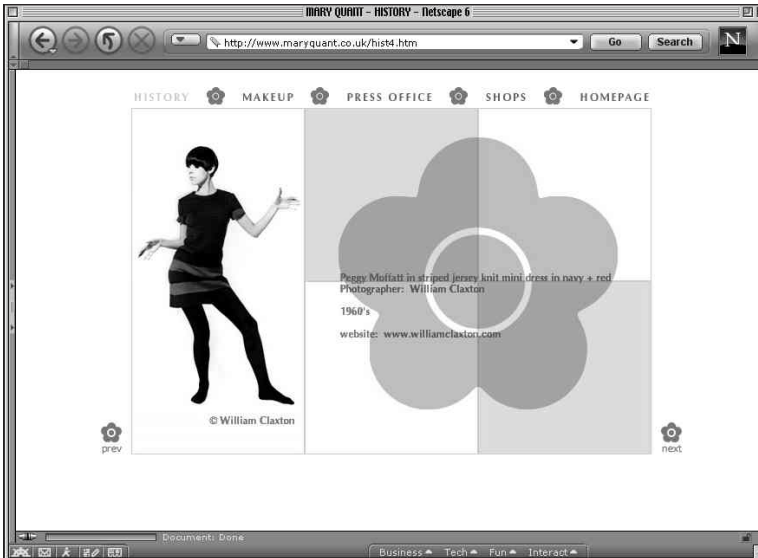 MARY QUANT – HISTORY – Netscape 6
http://www.maryquant.co.uk/hist4.htm
Go
Search
N
HISTORY MAKEUP PRESS OFFICE SHOPS HOMEPAGE
Peggy Moffatt in striped jersey knit mini dress in navy + red
Photographer: William Claxton
1960's
website: www.williamclaxton.com
© William Claxton
prev
next
Document: Done
Business Tech Fun Interact